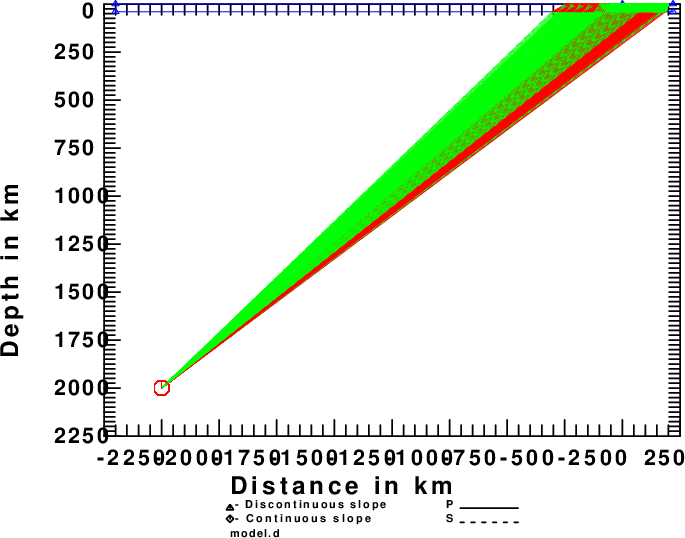 0
250
500
750
1000
1250
1500
1750
2000
2250
Depth in km
-2250 -2000 -1750 -1500 -1250 -1000 -750 -500 -250 0 250
Distance in km
- Discontinuous slope P
- Continuous slope S
model.d